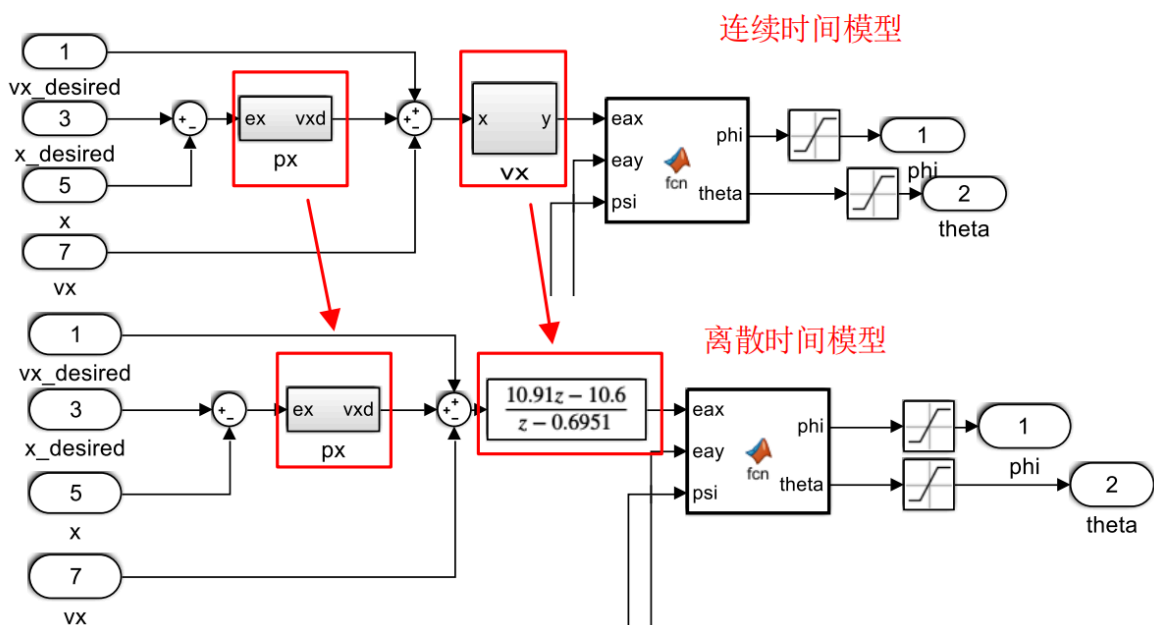 连续时间模型
1
vx_desired
3
x_desired
5
x
7
vx
+
−
ex vxd
px
+
+
−
x y
vx
eax
eay
psi
phi
theta
fcn
1
phi
2
theta
离散时间模型
1
vx_desired
3
x_desired
5
x
7
vx
+
−
ex vxd
px
+
+
−
10.91z − 10.6
z − 0.6951
eax
eay
psi
phi
theta
fcn
1
phi
2
theta